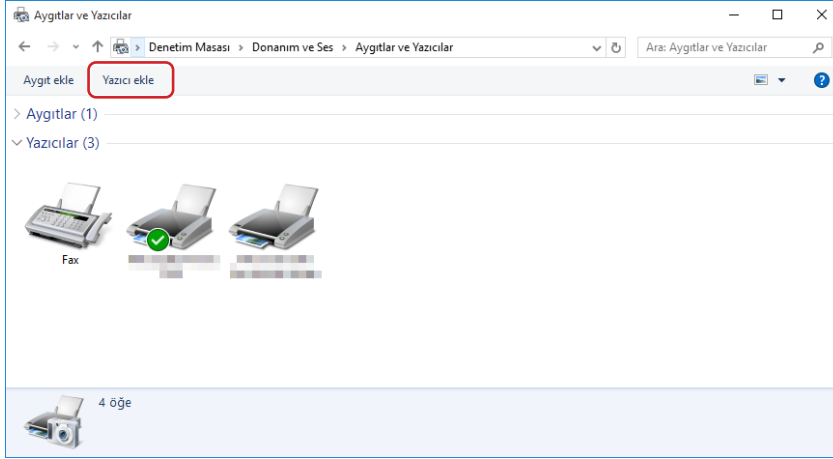 Aygıtlar ve Yazıcılar
Denetim Masası › Donanım ve Ses › Aygıtlar ve Yazıcılar
Ara: Aygıtlar ve Yazıcılar
Aygıt ekle Yazıcı ekle
Aygıtlar (1)
Yazıcılar (3)
Fax
4 öğe